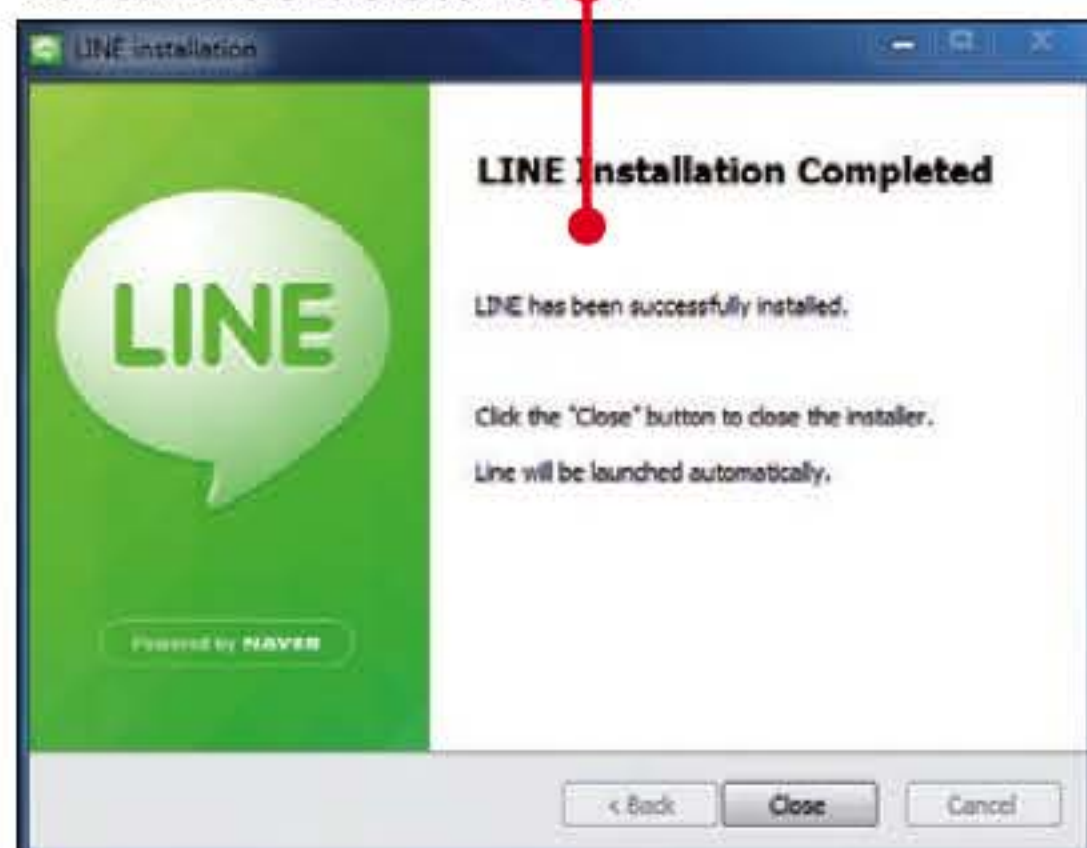 LINE installation
LINE Installation Completed
LINE has been successfully installed.
Click the "Close" button to close the installer.
Line will be launched automatically.
LINE
Powered by NAVER
< Back
Close
Cancel